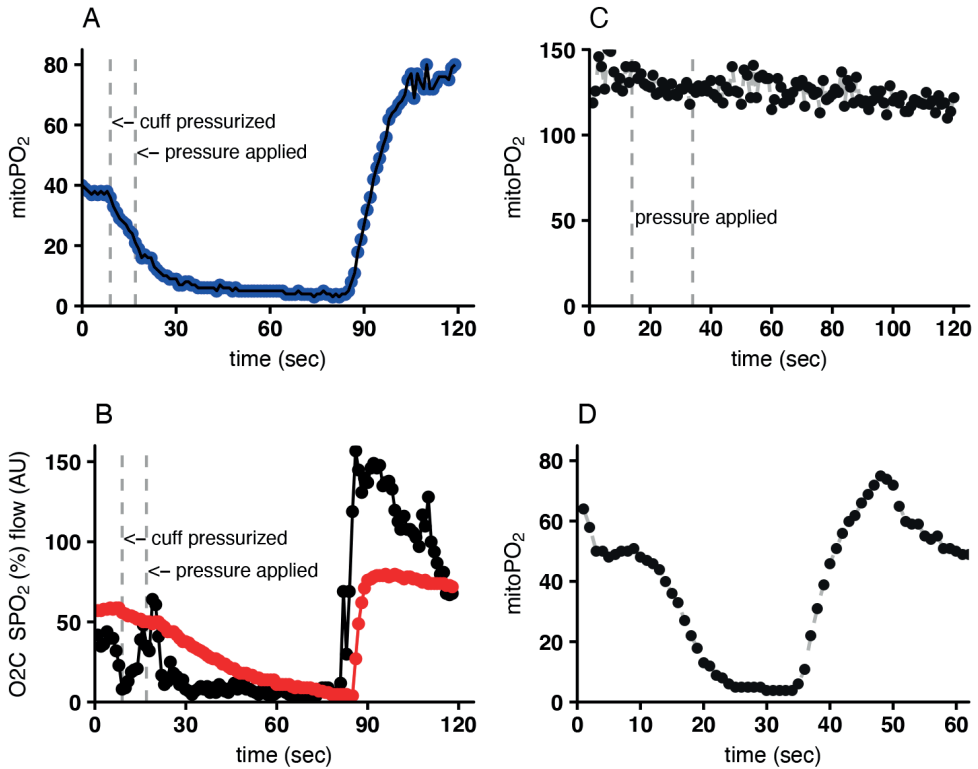 A
mitoPO2
80
60
40
20
0
<– cuff pressurized
<– pressure applied
0 30 60 90 120
time (sec)
C
mitoPO2
150
100
50
0
pressure applied
0 20 40 60 80 100 120
time (sec)
B
O2C SPO2 (%) flow (AU)
150
100
50
0
<– cuff pressurized
<– pressure applied
0 30 60 90 120
time (sec)
D
mitoPO2
80
60
40
20
0
0 10 20 30 40 50 60
time (sec)